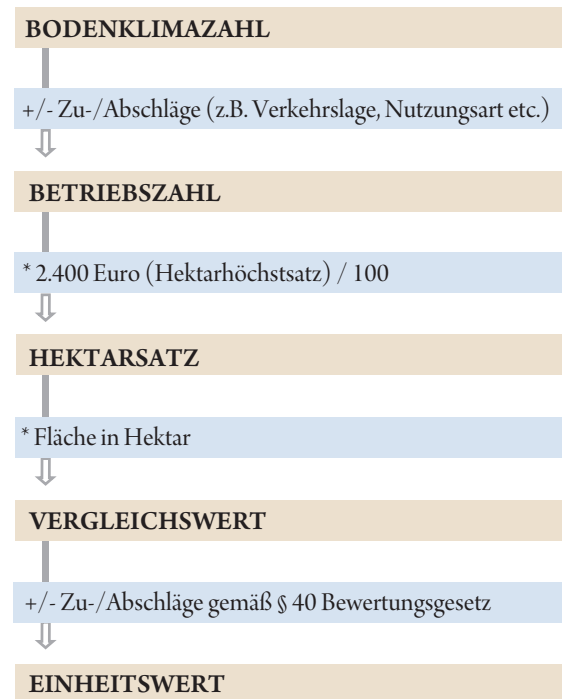 BODENKLIMAZAHL
+/- Zu-/Abschläge (z.B. Verkehrslage, Nutzungsart etc.)
BETRIEBSZAHL
* 2.400 Euro (Hektarhöchstsatz) / 100
HEKTARSATZ
* Fläche in Hektar
VERGLEICHSWERT
+/- Zu-/Abschläge gemäß § 40 Bewertungsgesetz
EINHEITSWERT